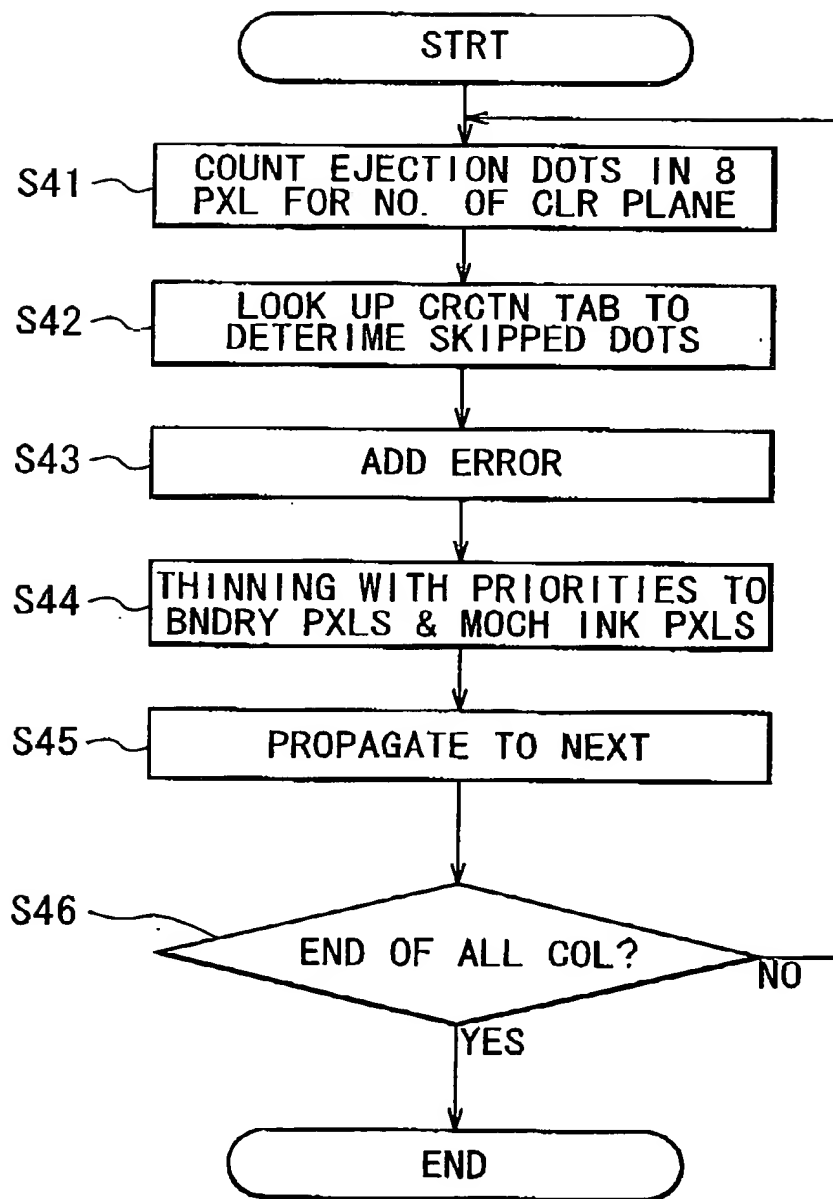 STRT
S41
COUNT EJECTION DOTS IN 8
PXL FOR NO. OF CLR PLANE
S42
LOOK UP CRCTN TAB TO
DETERIME SKIPPED DOTS
S43
ADD ERROR
S44
THINNING WITH PRIORITIES TO
BNDRY PXLS & MOCH INK PXLS
S45
PROPAGATE TO NEXT
S46
END OF ALL COL?
NO
YES
END